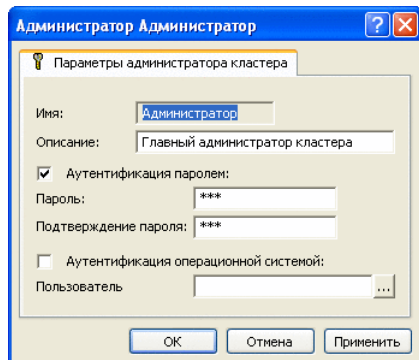 Администратор Администратор
Параметры администратора кластера
Имя: Администратор
Описание: Главный администратор кластера
Аутентификация паролем:
Пароль: ***
Подтверждение пароля: ***
Аутентификация операционной системой:
Пользователь ...
ОК Отмена Применить